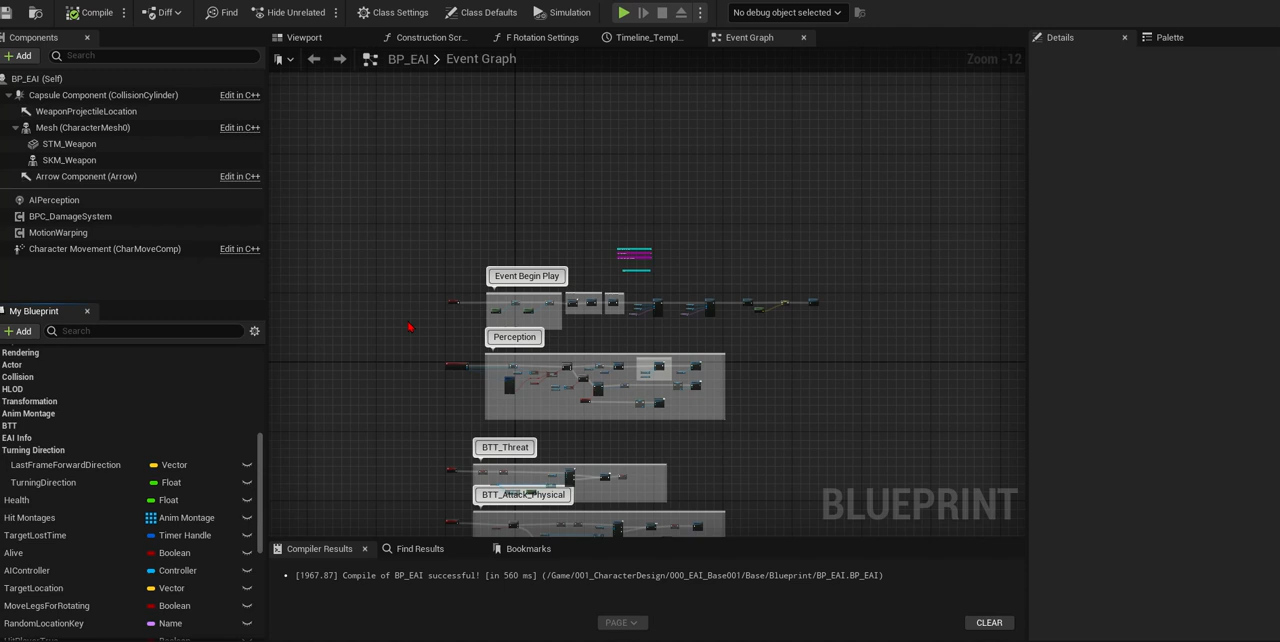 Compile
Diff
Find
Hide Unrelated
Class Settings
Class Defaults
Simulation
No debug object selected
Components
Viewport
Construction Scr...
F Rotation Settings
Timeline_Templ...
Event Graph
Details
Palette
+ Add
Search
BP_EAI > Event Graph
Zoom -12
BP_EAI (Self)
Capsule Component (CollisionCylinder) Edit in C++
WeaponProjectileLocation
Mesh (CharacterMesh0) Edit in C++
STM_Weapon
SKM_Weapon
Arrow Component (Arrow) Edit in C++
AIPerception
BPC_DamageSystem
MotionWarping
Character Movement (CharMoveComp) Edit in C++
Event Begin Play
Perception
BTT_Threat
BTT_Attack_Physical
BLUEPRINT
My Blueprint
+ Add
Search
Rendering
Actor
Collision
HLOD
Transformation
Anim Montage
BTT
EAI Info
Turning Direction
LastFrameForwardDirection Vector
TurningDirection Float
Health Float
Hit Montages Anim Montage
TargetLostTime Timer Handle
Alive Boolean
AIController Controller
TargetLocation Vector
MoveLegsForRotating Boolean
RandomLocationKey Name
Compiler Results
Find Results
Bookmarks
[1967.87] Compile of BP_EAI successful! [in 560 ms] (/Game/001_CharacterDesign/000_EAI_Base001/Base/Blueprint/BP_EAI.BP_EAI)
PAGE
CLEAR